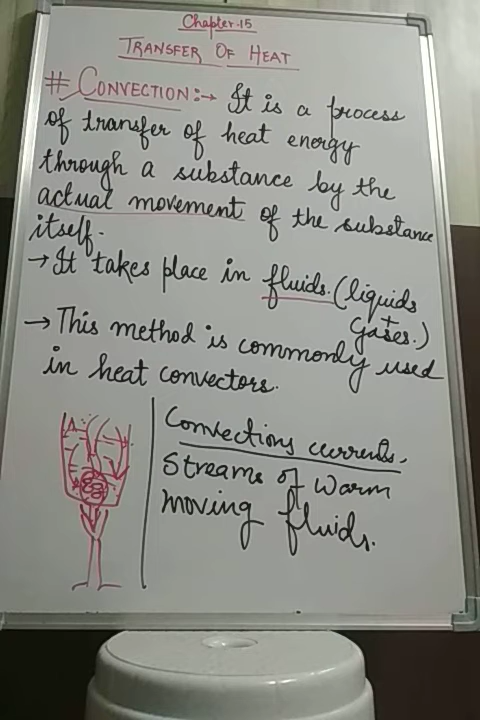 Chapter.15
TRANSFER OF HEAT
# CONVECTION:→ It is a process
of transfer of heat energy
through a substance by the
actual movement of the substance
itself.
→ It takes place in fluids. (liquids
+
gases.)
→ This method is commonly used
in heat convectors.
Convections currents.
Streams of warm
moving fluids.